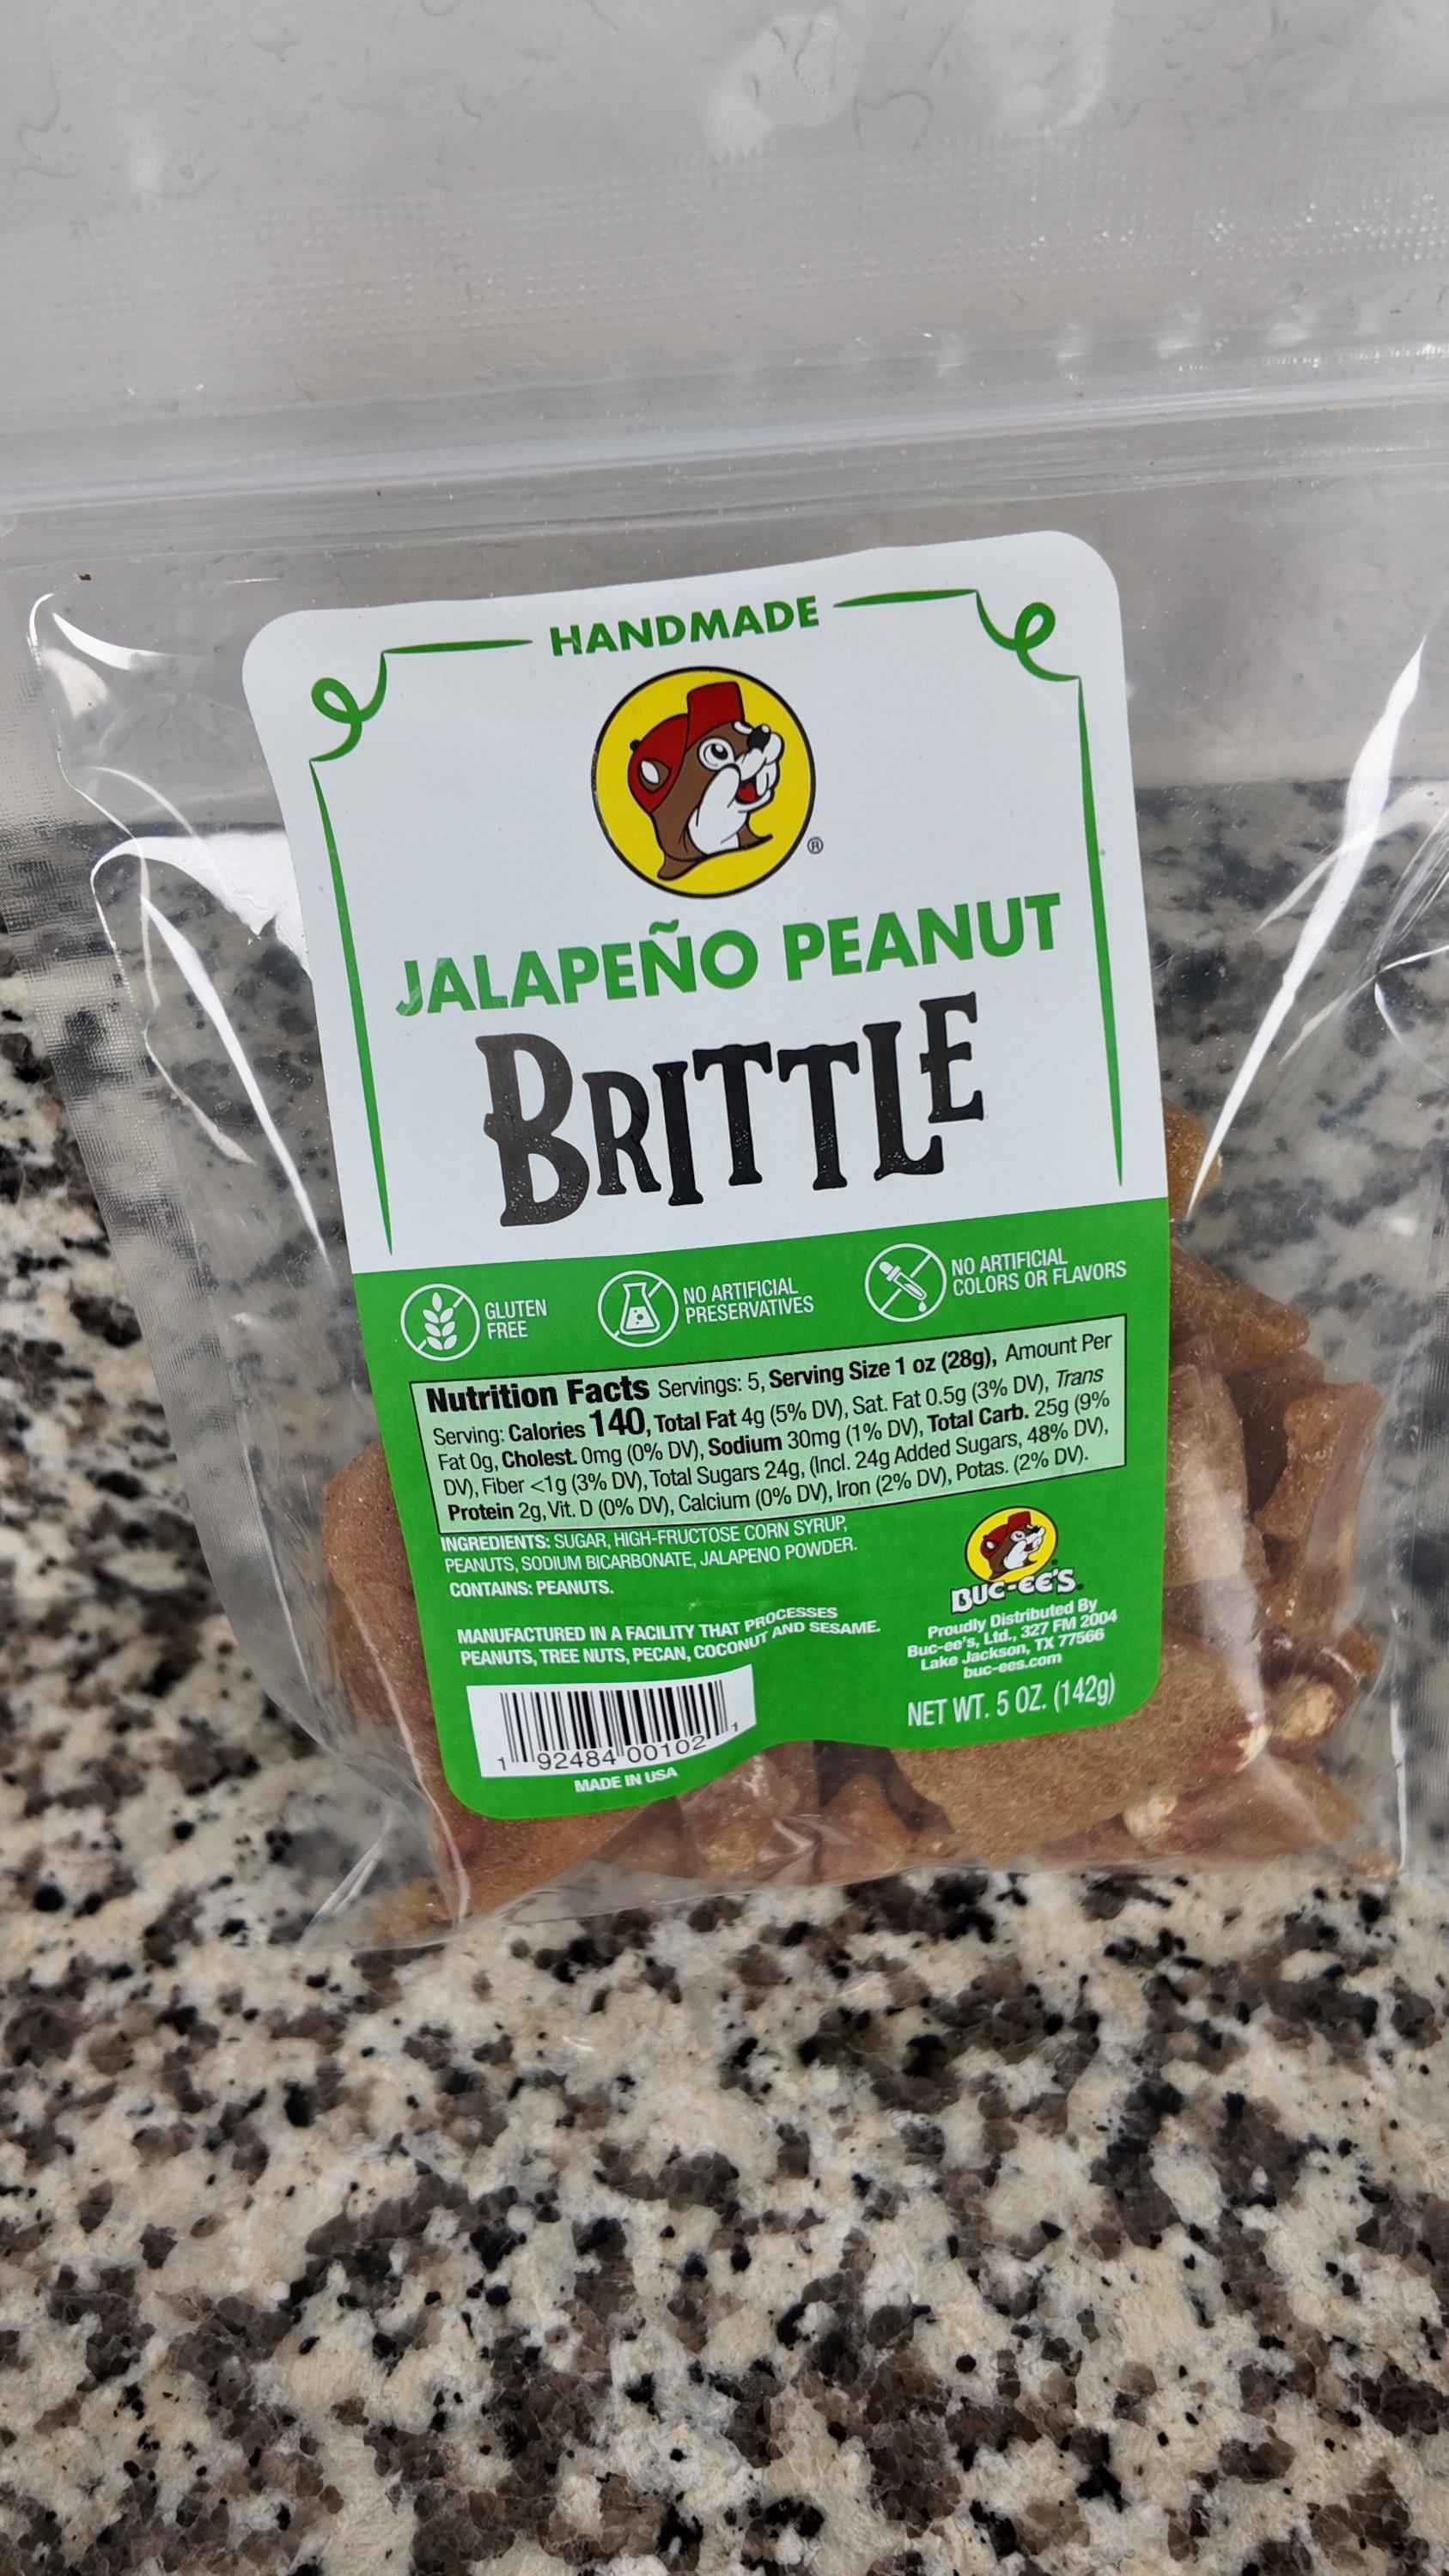 HANDMADE
®
JALAPEÑO PEANUT
BRITTLE
GLUTEN
FREE
NO ARTIFICIAL
PRESERVATIVES
NO ARTIFICIAL
COLORS OR FLAVORS
Nutrition Facts Servings: 5, Serving Size 1 oz (28g), Amount Per
Serving: Calories 140, Total Fat 4g (5% DV), Sat. Fat 0.5g (3% DV), Trans
Fat 0g, Cholest. 0mg (0% DV), Sodium 30mg (1% DV), Total Carb. 25g (9%
DV), Fiber <1g (3% DV), Total Sugars 24g, (Incl. 24g Added Sugars, 48% DV),
Protein 2g, Vit. D (0% DV), Calcium (0% DV), Iron (2% DV), Potas. (2% DV).
INGREDIENTS: SUGAR, HIGH-FRUCTOSE CORN SYRUP,
PEANUTS, SODIUM BICARBONATE, JALAPENO POWDER.
CONTAINS: PEANUTS.
MANUFACTURED IN A FACILITY THAT PROCESSES
PEANUTS, TREE NUTS, PECAN, COCONUT AND SESAME.
1 92484 00102 1
MADE IN USA
BUC-EE'S®
Proudly Distributed By
Buc-ee's, Ltd., 327 FM 2004
Lake Jackson, TX 77566
buc-ees.com
NET WT. 5 OZ. (142g)